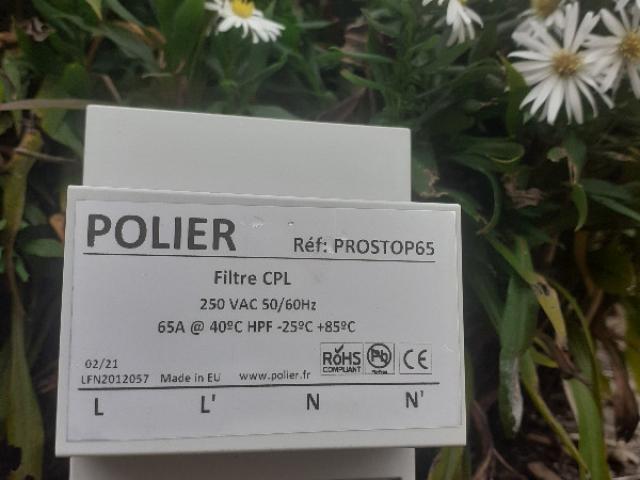 POLIER Réf: PROSTOP65
Filtre CPL
250 VAC 50/60Hz
65A @ 40ºC HPF -25ºC +85ºC
RoHS
COMPLIANT
Pb
CE
02/21
LFN2012057 Made in EU www.polier.fr
L L' N N'